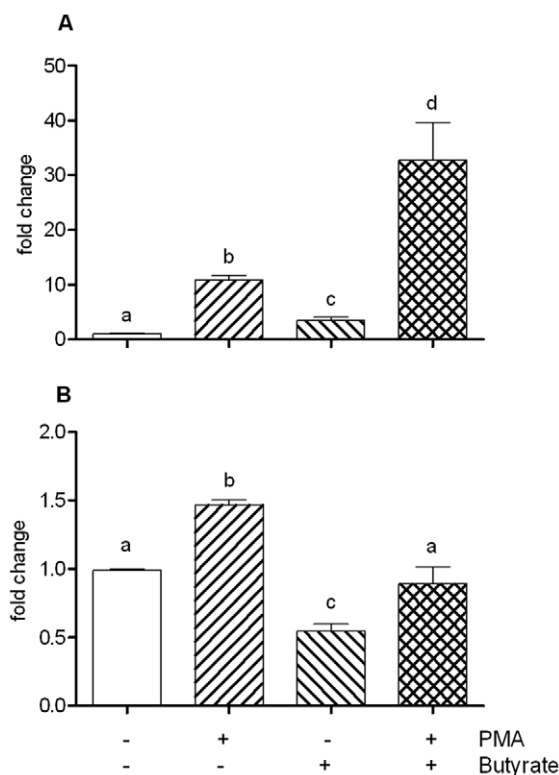 A
fold change
50
40
30
20
10
0
a
b
c
d
B
fold change
2.0
1.5
1.0
0.5
0.0
a
b
c
a
- + - + PMA
- - + + Butyrate